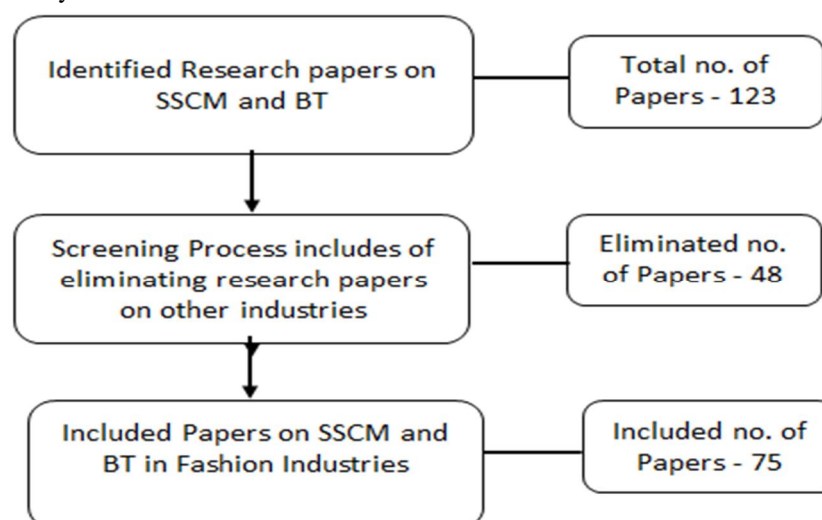 Identified Research papers on
SSCM and BT
Total no. of
Papers - 123
Screening Process includes of
eliminating research papers
on other industries
Eliminated no.
of Papers - 48
Included Papers on SSCM and
BT in Fashion Industries
Included no. of
Papers - 75